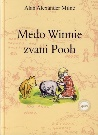 Alan Alexander Milne
Medo Winnie
zvani Pooh